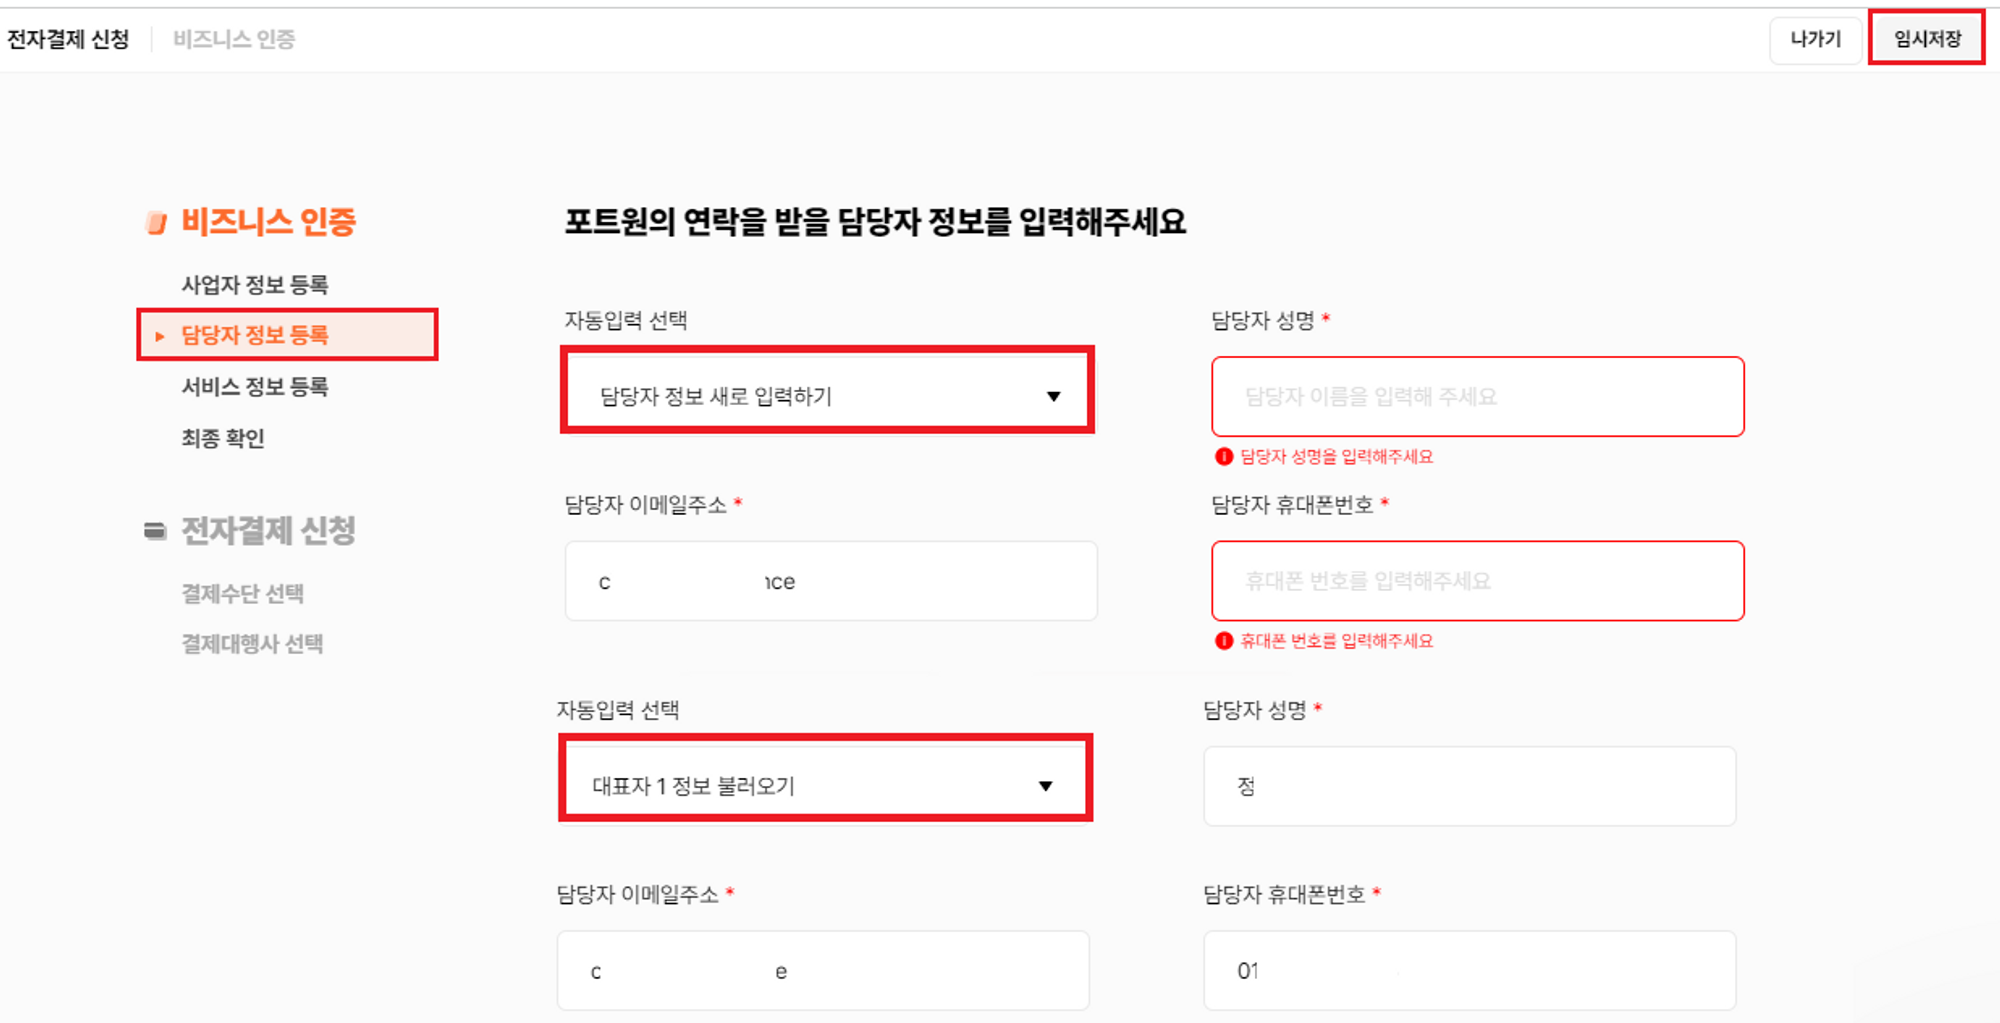 전자결제 신청
비즈니스 인증
나가기
임시저장
비즈니스 인증
사업자 정보 등록
담당자 정보 등록
서비스 정보 등록
최종 확인
전자결제 신청
결제수단 선택
결제대행사 선택
포트원의 연락을 받을 담당자 정보를 입력해주세요
자동입력 선택
담당자 정보 새로 입력하기
담당자 성명 *
담당자 이름을 입력해 주세요
담당자 성명을 입력해주세요
담당자 이메일주소 *
c
nce
담당자 휴대폰번호 *
휴대폰 번호를 입력해주세요
휴대폰 번호를 입력해주세요
자동입력 선택
대표자 1 정보 불러오기
담당자 성명 *
정
담당자 이메일주소 *
c
e
담당자 휴대폰번호 *
01